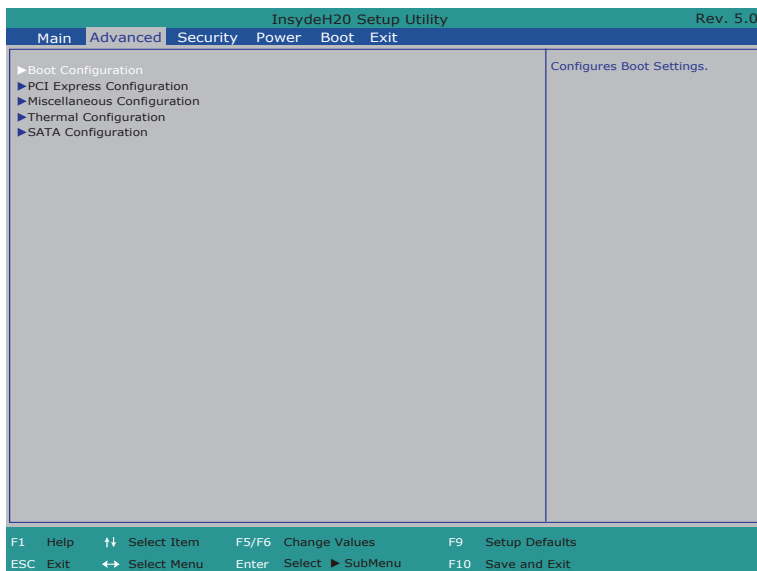 InsydeH20 Setup Utility Rev. 5.0
Main Advanced Security Power Boot Exit
▶Boot Configuration
▶PCI Express Configuration
▶Miscellaneous Configuration
▶Thermal Configuration
▶SATA Configuration
Configures Boot Settings.
F1 Help ↑↓ Select Item F5/F6 Change Values F9 Setup Defaults
ESC Exit ↔ Select Menu Enter Select ▶ SubMenu F10 Save and Exit